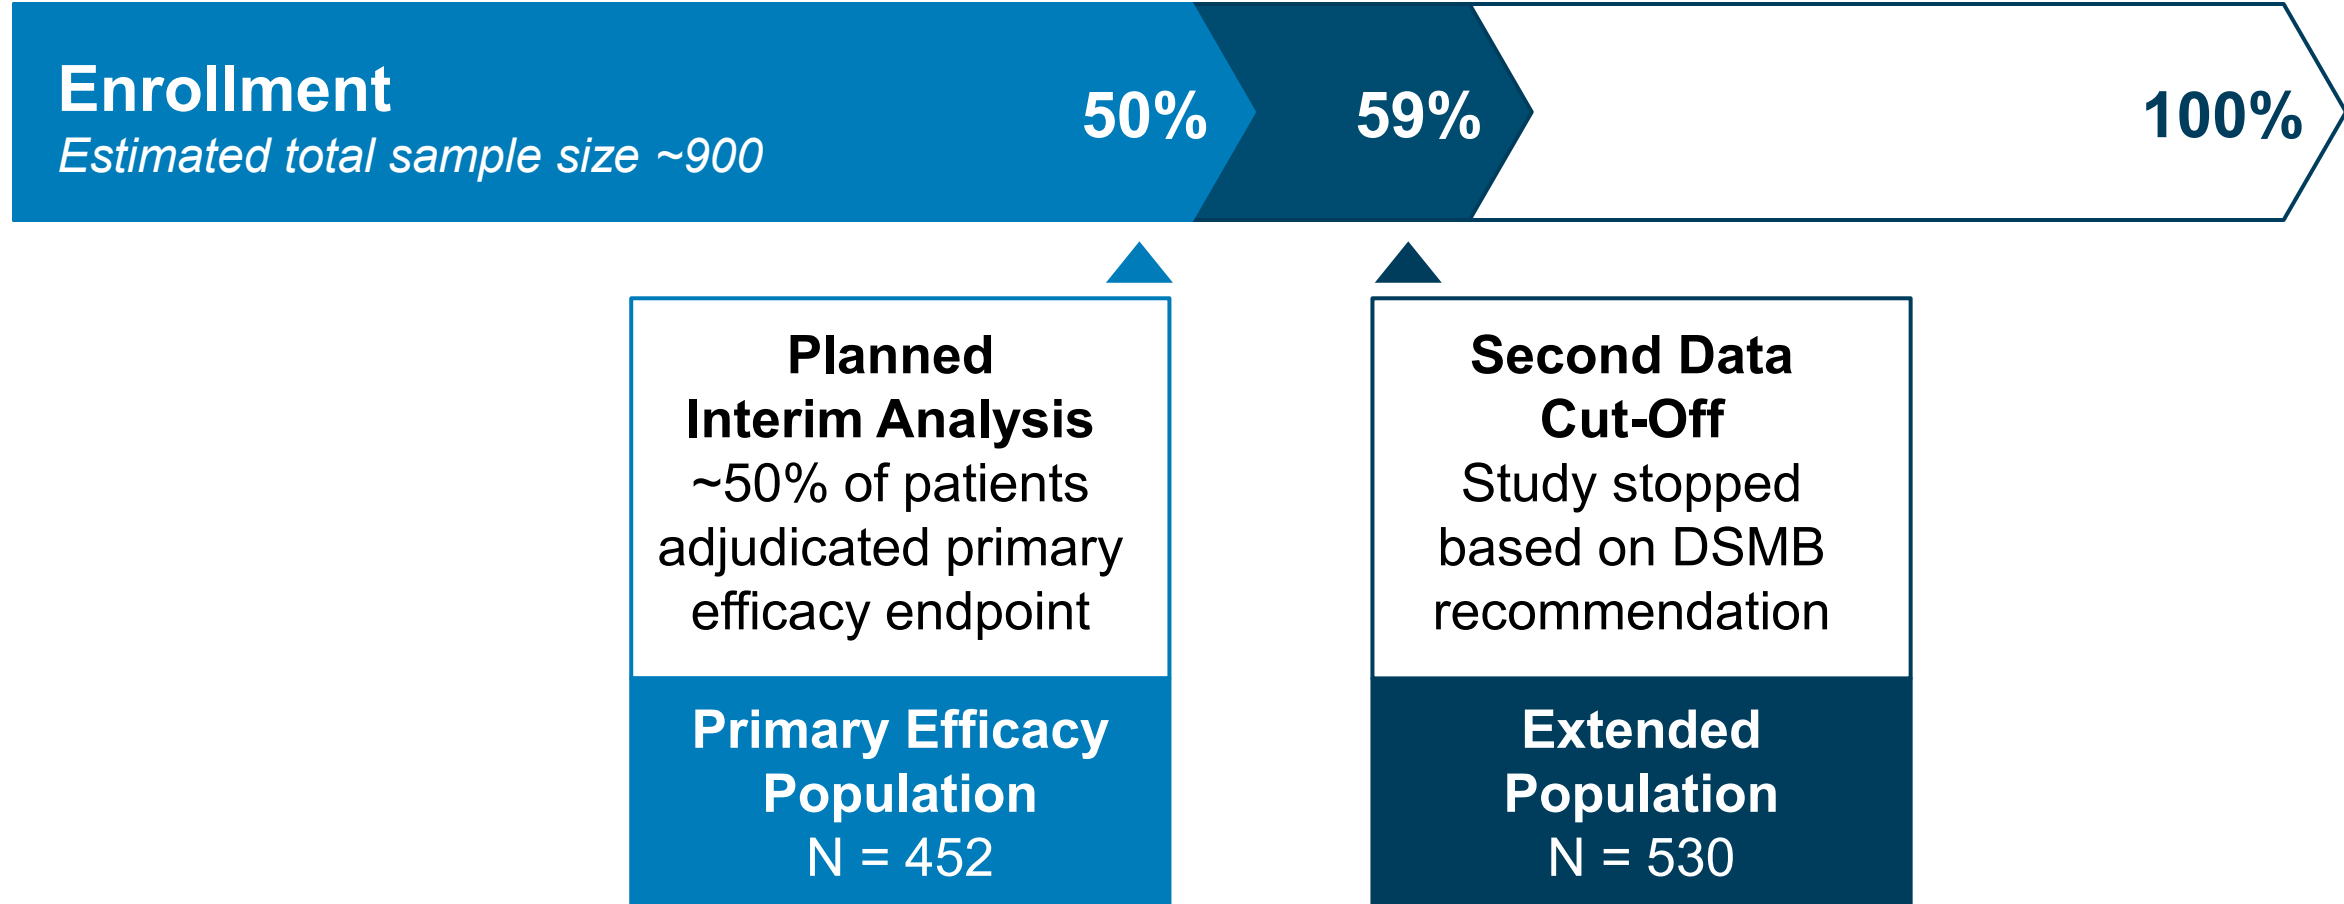 Enrollment
Estimated total sample size ~900
50%
59%
100%
Planned
Interim Analysis
~50% of patients
adjudicated primary
efficacy endpoint
Primary Efficacy
Population
N = 452
Second Data
Cut-Off
Study stopped
based on DSMB
recommendation
Extended
Population
N = 530